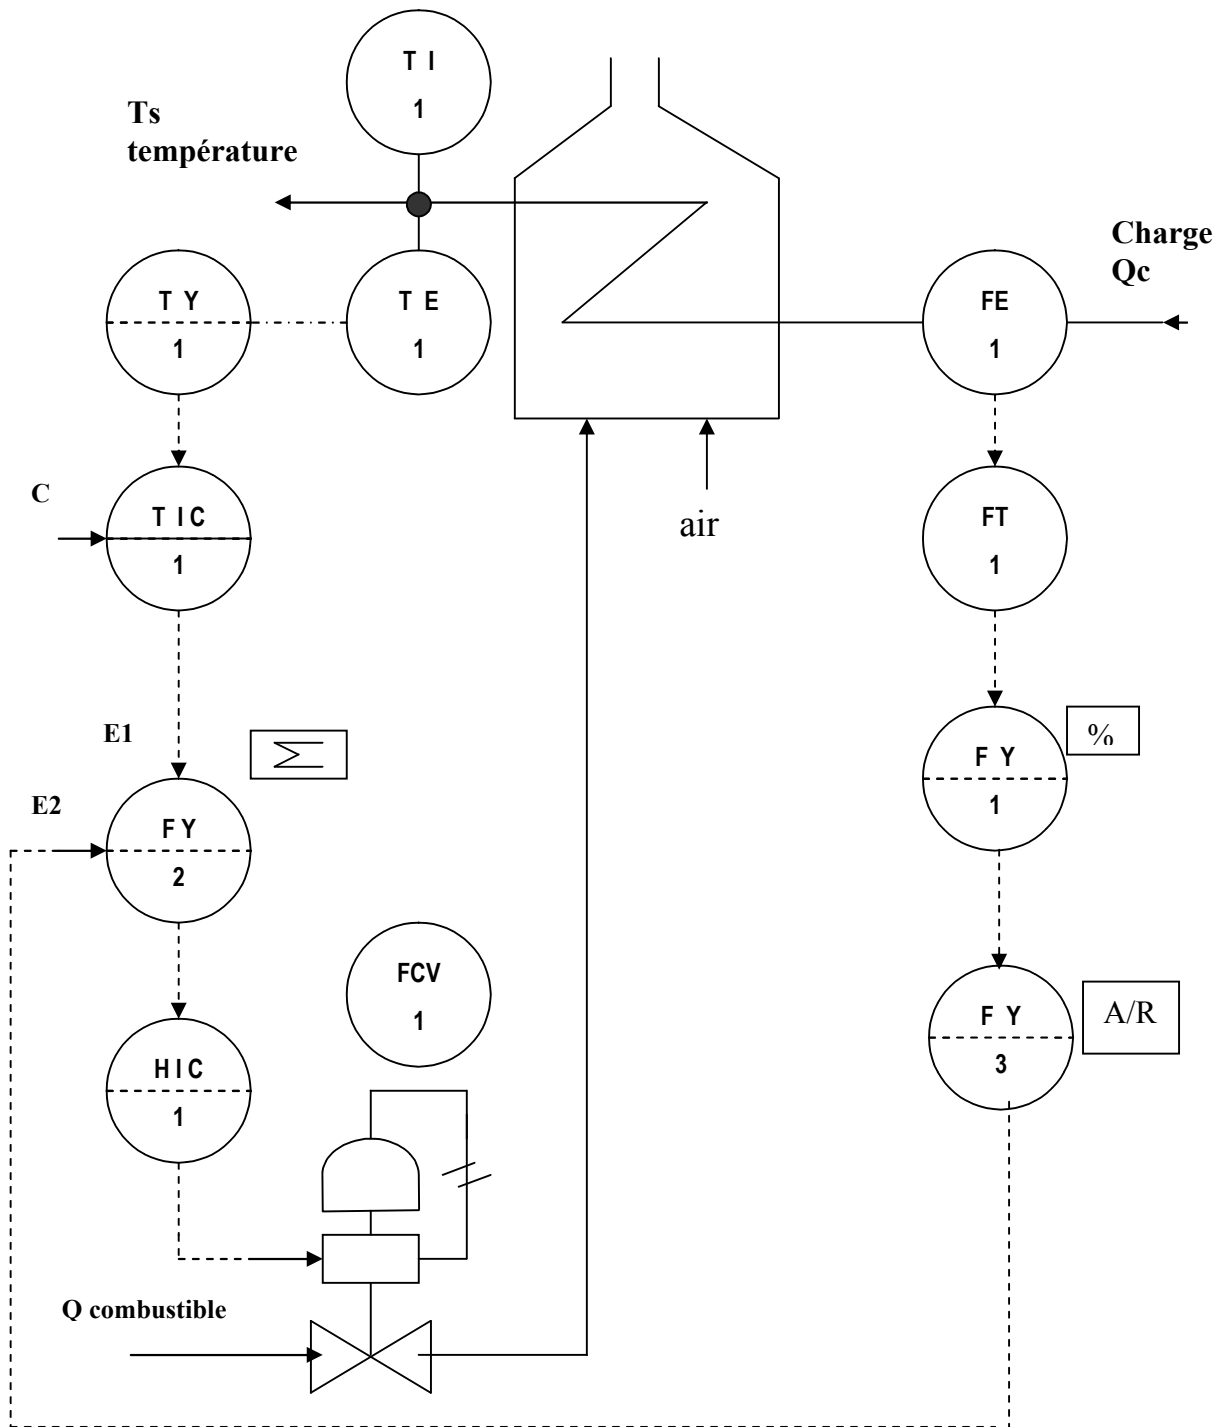 T I
1
Ts
température
Charge
Qc
T Y
1
T E
1
FE
1
C
T I C
1
air
FT
1
E1
Σ
F Y
1
%
E2
F Y
2
FCV
1
F Y
3
A/R
H I C
1
Q combustible